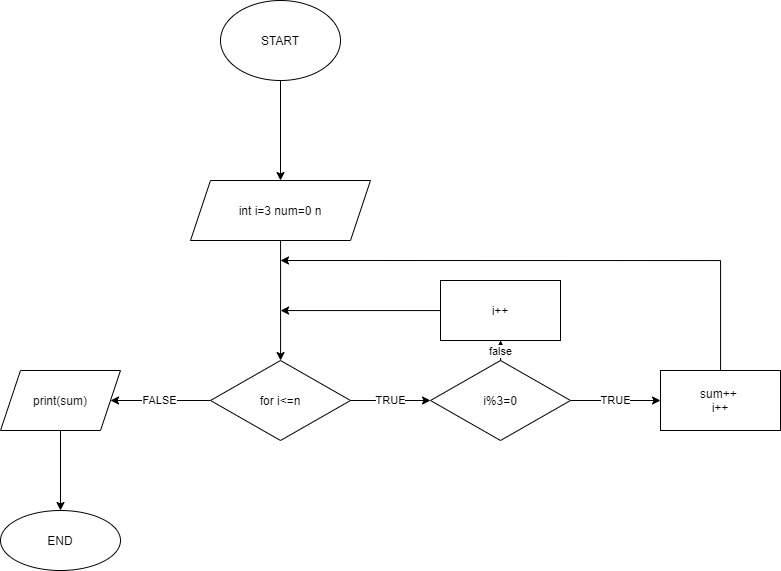 START
int i=3 num=0 n
i++
false
print(sum)
FALSE
for i<=n
TRUE
i%3=0
TRUE
sum++
i++
END